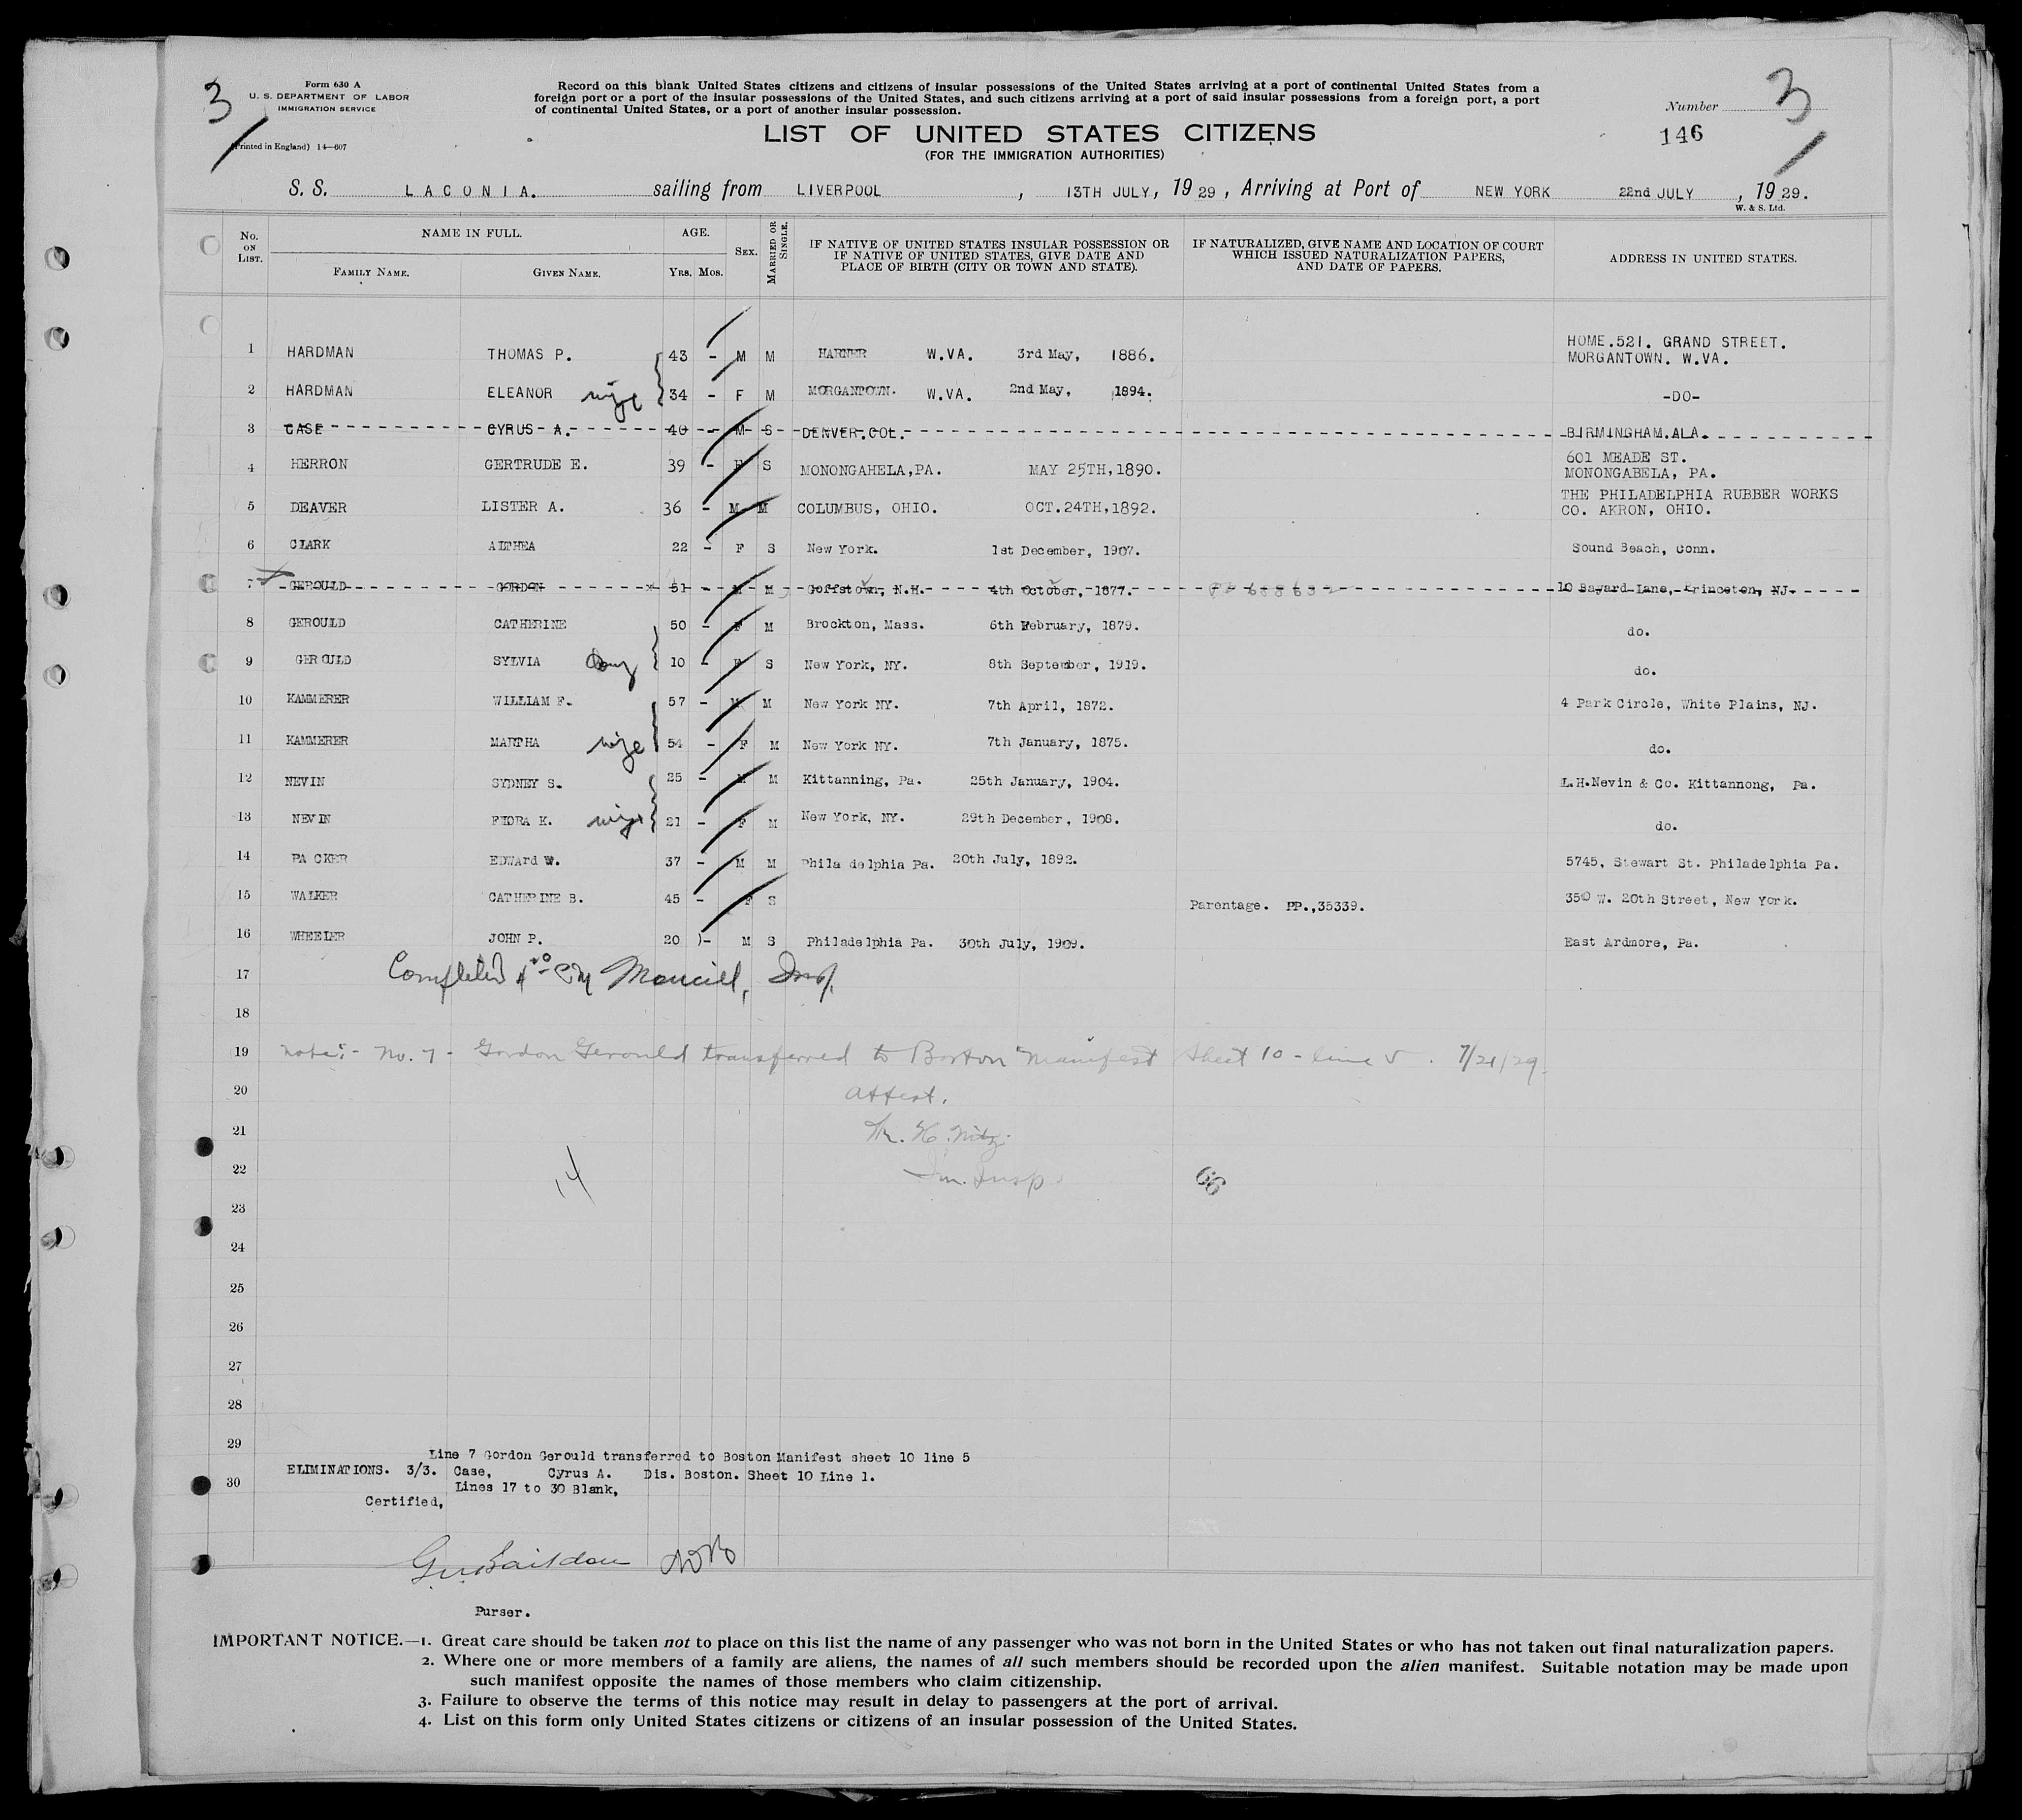 3
Form 630 A
U. S. DEPARTMENT OF LABOR
IMMIGRATION SERVICE
(Printed in England) 14—607
Record on this blank United States citizens and citizens of insular possessions of the United States arriving at a port of continental United States from a
foreign port or a port of the insular possessions of the United States, and such citizens arriving at a port of said insular possessions from a foreign port, a port
of continental United States, or a port of another insular possession.
LIST OF UNITED STATES CITIZENS
(FOR THE IMMIGRATION AUTHORITIES)
Number 3
146
S. S. LACONIA. sailing from LIVERPOOL, 13TH JULY, 19 29, Arriving at Port of NEW YORK 22nd JULY, 19 29.
W. & S. Ltd.
No. ON LIST. NAME IN FULL. FAMILY NAME. GIVEN NAME. AGE. YRS. MOS. SEX. MARRIED OR SINGLE. IF NATIVE OF UNITED STATES INSULAR POSSESSION OR IF NATIVE OF UNITED STATES, GIVE DATE AND PLACE OF BIRTH (CITY OR TOWN AND STATE). IF NATURALIZED, GIVE NAME AND LOCATION OF COURT WHICH ISSUED NATURALIZATION PAPERS, AND DATE OF PAPERS. ADDRESS IN UNITED STATES.
1 HARDMAN THOMAS P. 43 - M M HARNER W.VA. 3rd May, 1886. HOME.521. GRAND STREET. MORGANTOWN. W.VA.
2 HARDMAN ELEANOR wife 34 - F M MORGANTOWN. W.VA. 2nd May, 1894. -DO-
3 CASE CYRUS A. 40 - M S DENVER.COL. BIRMINGHAM.ALA.
4 HERRON GERTRUDE E. 39 - F S MONONGAHELA,PA. MAY 25TH,1890. 601 MEADE ST. MONONGABELA, PA.
5 DEAVER LISTER A. 36 - M M COLUMBUS, OHIO. OCT.24TH,1892. THE PHILADELPHIA RUBBER WORKS CO. AKRON, OHIO.
6 CLARK ALTHEA 22 - F S New York. 1st December, 1907. Sound Beach, Conn.
7 GEROULD GORDON x 51 - M M Goffstown, N.H. 4th October, 1877. PP 688632 10 Bayard Lane, Princeton, NJ.
8 GEROULD CATHERINE 50 - F M Brockton, Mass. 6th February, 1879. do.
9 GEROULD SYLVIA 10 - F S New York, NY. 8th September, 1919. do.
10 KAMMERER WILLIAM F. 57 - M M New York NY. 7th April, 1872. 4 Park Circle, White Plains, NJ.
11 KAMMERER MARTHA wife 54 - F M New York NY. 7th January, 1875. do.
12 NEVIN SYDNEY S. 25 - M M Kittanning, Pa. 25th January, 1904. L.H.Nevin & Co. Kittannong, Pa.
13 NEVIN FLORA K. wife 21 - F M New York, NY. 29th December, 1908. do.
14 PACKER EDWard W. 37 - M M Philadelphia Pa. 20th July, 1892. 5745, Stewart St. Philadelphia Pa.
15 WALKER CATHERINE B. 45 - F S Parentage. PP.,35339. 350 W. 20th Street, New York.
16 WHEELER JOHN P. 20 )- M S Philadelphia Pa. 30th July, 1909. East Ardmore, Pa.
17 Completed Insp.
18
19 note:- No. 7 - Gordon Gerould transferred to Boston Manifest sheet 10 - line 5. 7/21/29.
20 Attest.
21
22 Im. Insp.
14
66
23
24
25
26
27
28
29
Line 7 Gordon Gerould transferred to Boston Manifest sheet 10 line 5
30 ELIMINATIONS. 3/3. Case, Cyrus A. Dis. Boston. Sheet 10 Line 1.
Lines 17 to 30 Blank,
Certified,
Purser.
IMPORTANT NOTICE.—1. Great care should be taken not to place on this list the name of any passenger who was not born in the United States or who has not taken out final naturalization papers.
2. Where one or more members of a family are aliens, the names of all such members should be recorded upon the alien manifest. Suitable notation may be made upon
such manifest opposite the names of those members who claim citizenship.
3. Failure to observe the terms of this notice may result in delay to passengers at the port of arrival.
4. List on this form only United States citizens or citizens of an insular possession of the United States.